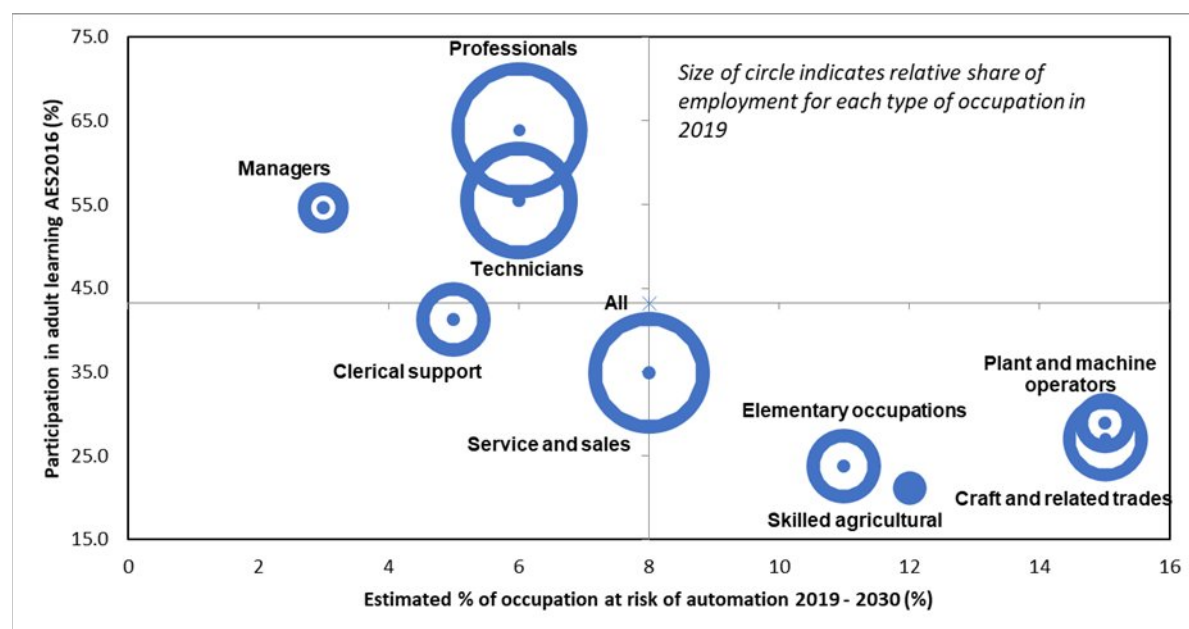 Participation in adult learning AES2016 (%)
75.0
65.0
55.0
45.0
35.0
25.0
15.0
Professionals
Size of circle indicates relative share of
employment for each type of occupation in
2019
Managers
Technicians
All
Clerical support
Service and sales
Plant and machine
operators
Elementary occupations
Skilled agricultural
Craft and related trades
0
2
4
6
8
10
12
14
16
Estimated % of occupation at risk of automation 2019 - 2030 (%)